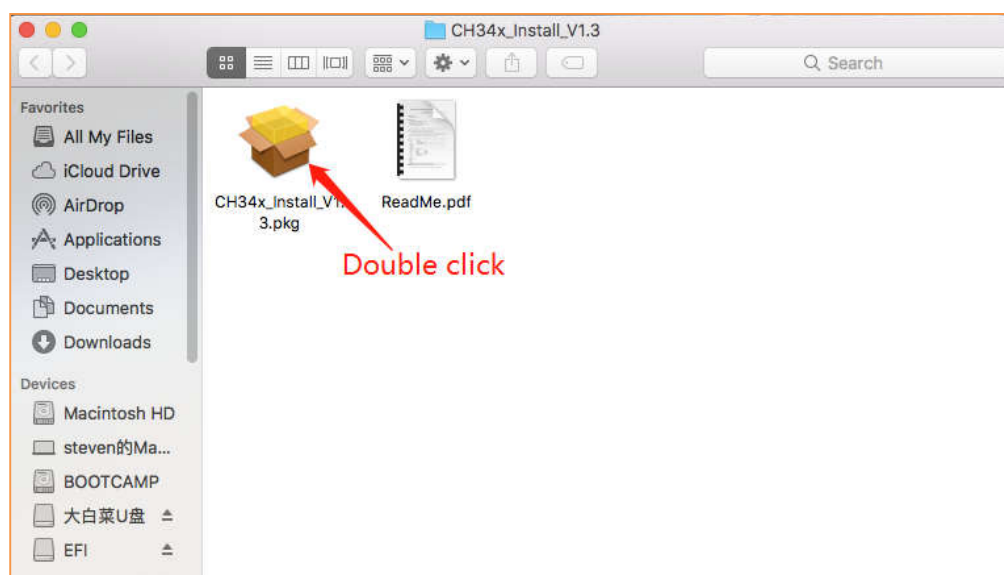 CH34x_Install_V1.3
Search
Favorites
All My Files
iCloud Drive
AirDrop
Applications
Desktop
Documents
Downloads
Devices
Macintosh HD
steven的Ma...
BOOTCAMP
大白菜U盘
EFI
CH34x_Install_V1.
3.pkg
ReadMe.pdf
Double click